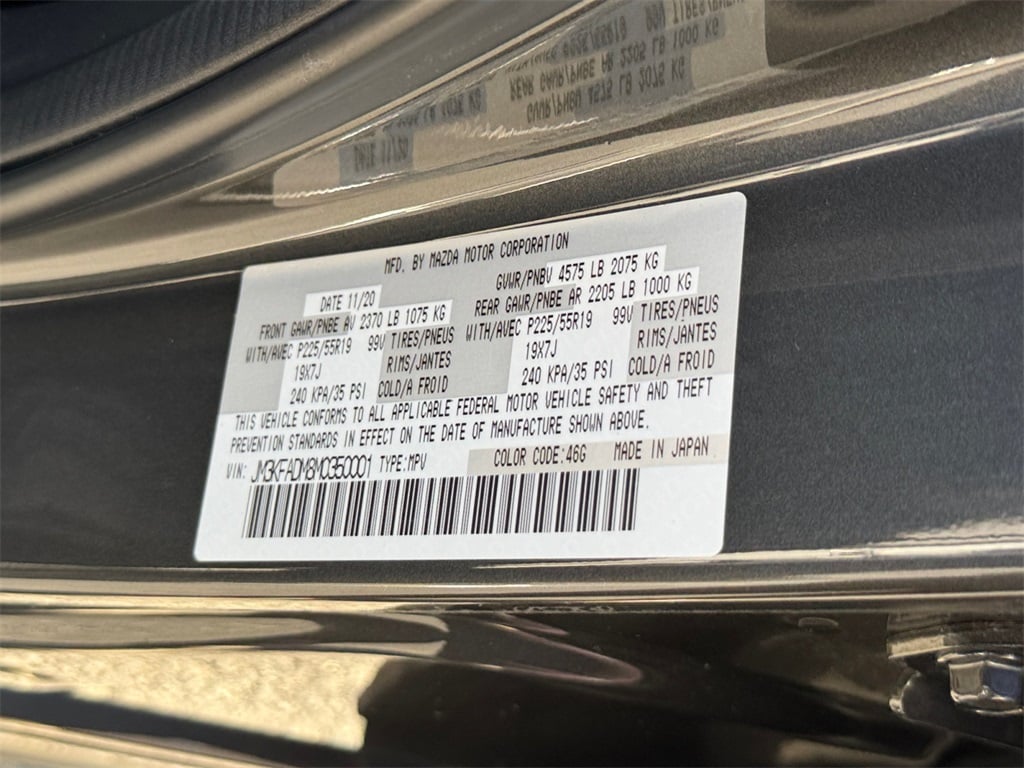 MFD. BY MAZDA MOTOR CORPORATION
DATE 11/20 GVWR/PNBV 4575 LB 2075 KG
FRONT GAWR/PNBE AV 2370 LB 1075 KG REAR GAWR/PNBE AR 2205 LB 1000 KG
WITH/AVEC P225/55R19 99V TIRES/PNEUS WITH/AVEC P225/55R19 99V TIRES/PNEUS
19X7J RIMS/JANTES 19X7J RIMS/JANTES
240 KPA/35 PSI COLD/A FROID 240 KPA/35 PSI COLD/A FROID
THIS VEHICLE CONFORMS TO ALL APPLICABLE FEDERAL MOTOR VEHICLE SAFETY AND THEFT
PREVENTION STANDARDS IN EFFECT ON THE DATE OF MANUFACTURE SHOWN ABOVE.
VIN: JM3KFADM8M0350001 TYPE:MPV COLOR CODE:46G MADE IN JAPAN